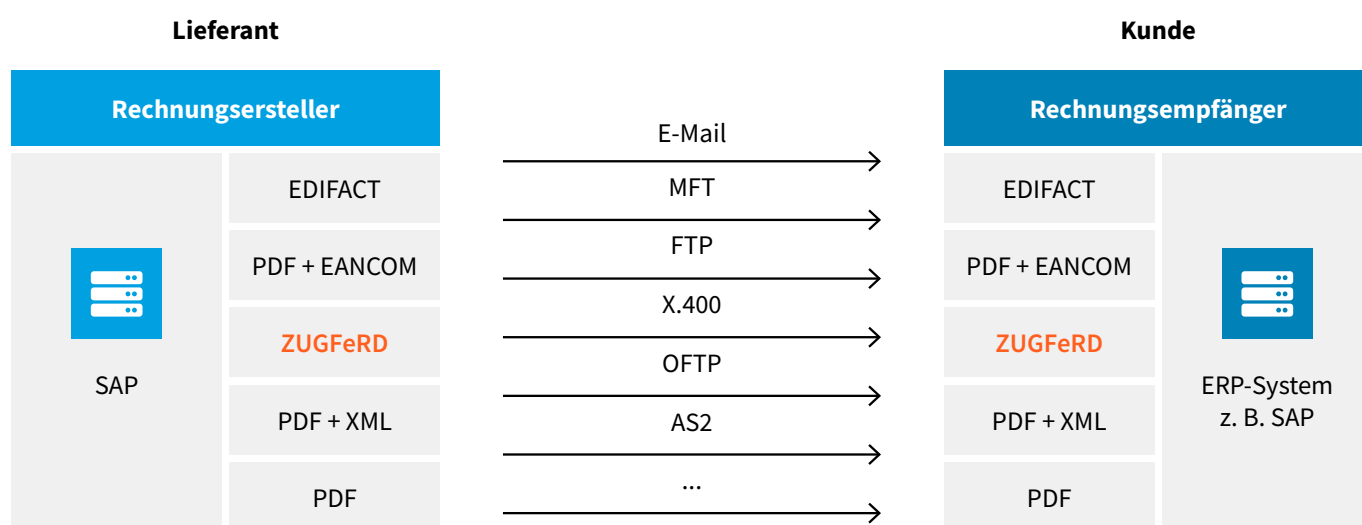 Lieferant
Kunde
Rechnungsersteller
Rechnungsempfänger
SAP
EDIFACT
PDF + EANCOM
ZUGFeRD
PDF + XML
PDF
E-Mail
MFT
FTP
X.400
OFTP
AS2
...
EDIFACT
PDF + EANCOM
ZUGFeRD
PDF + XML
PDF
ERP-System
z. B. SAP